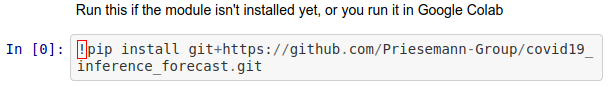 Run this if the module isn't installed yet, or you run it in Google Colab
In [0]: !pip install git+https://github.com/Priesemann-Group/covid19_
inference_forecast.git